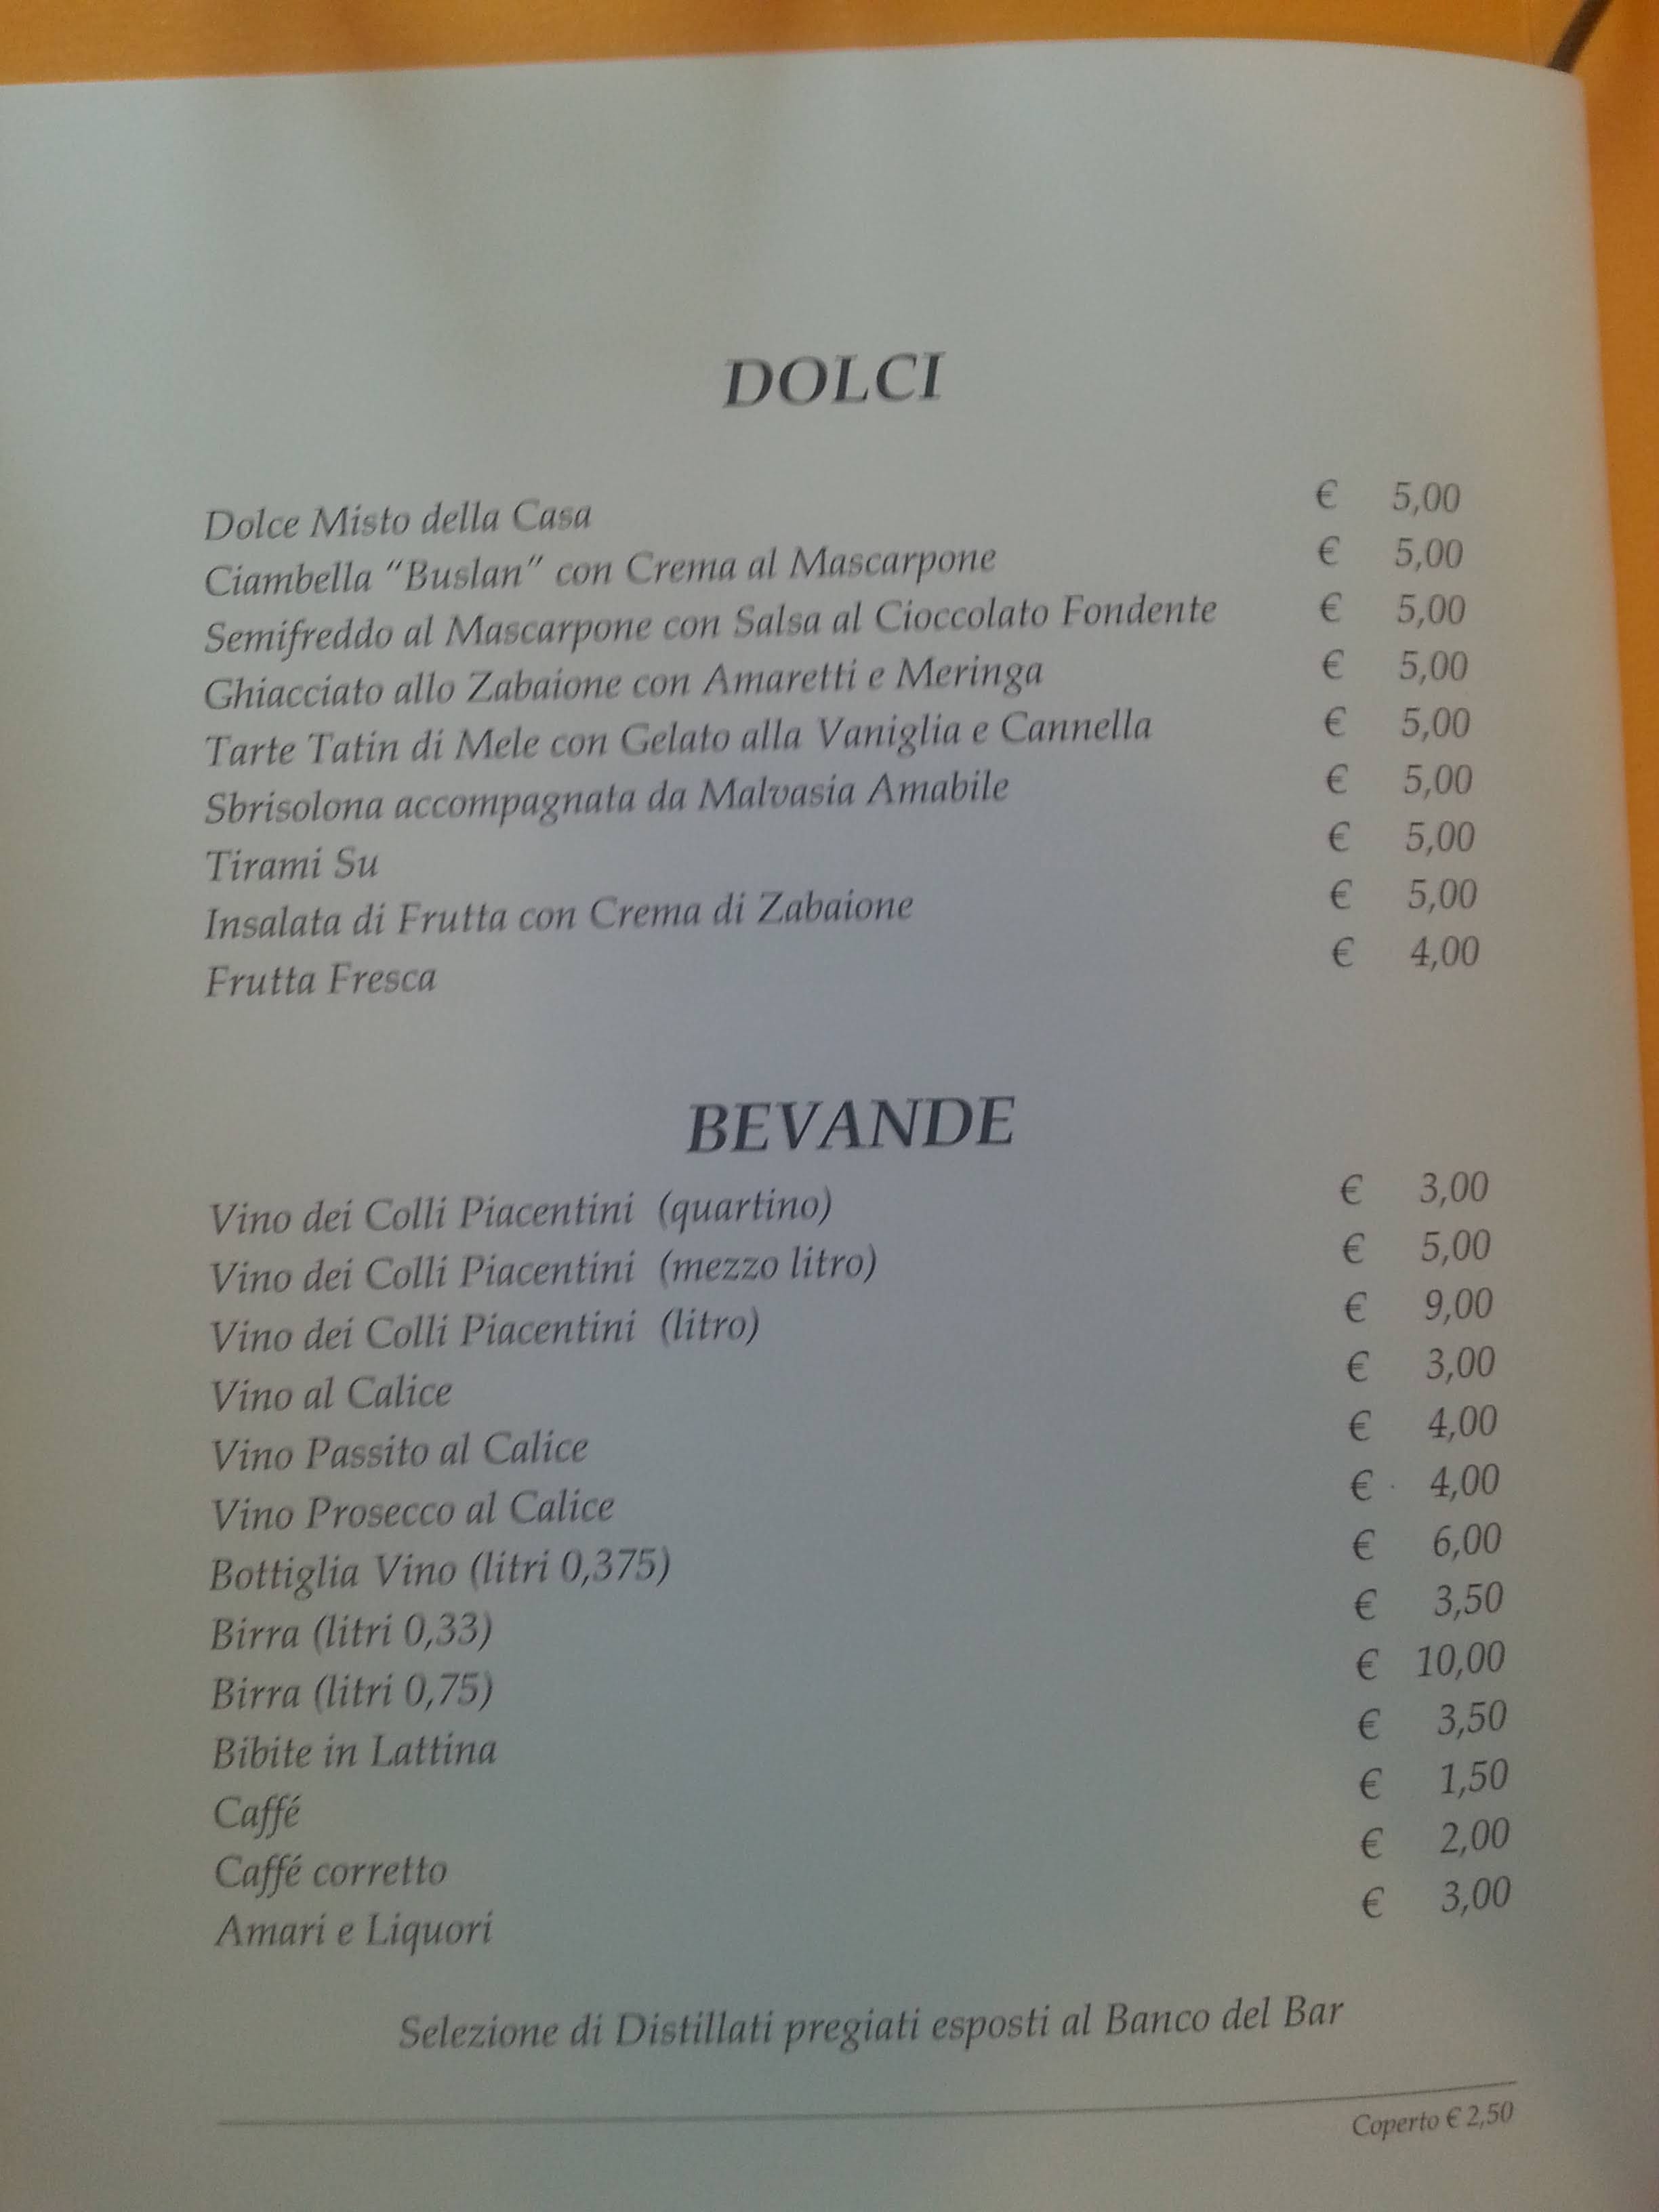 DOLCI
Dolce Misto della Casa € 5,00
Ciambella "Buslan" con Crema al Mascarpone € 5,00
Semifreddo al Mascarpone con Salsa al Cioccolato Fondente € 5,00
Ghiacciato allo Zabaione con Amaretti e Meringa € 5,00
Tarte Tatin di Mele con Gelato alla Vaniglia e Cannella € 5,00
Sbrisolona accompagnata da Malvasia Amabile € 5,00
Tirami Su € 5,00
Insalata di Frutta con Crema di Zabaione € 5,00
Frutta Fresca € 4,00
BEVANDE
Vino dei Colli Piacentini (quartino) € 3,00
Vino dei Colli Piacentini (mezzo litro) € 5,00
Vino dei Colli Piacentini (litro) € 9,00
Vino al Calice € 3,00
Vino Passito al Calice € 4,00
Vino Prosecco al Calice € 4,00
Bottiglia Vino (litri 0,375) € 6,00
Birra (litri 0,33) € 3,50
Birra (litri 0,75) € 10,00
Bibite in Lattina € 3,50
Caffé € 1,50
Caffé corretto € 2,00
Amari e Liquori € 3,00
Selezione di Distillati pregiati esposti al Banco del Bar
Coperto € 2,50